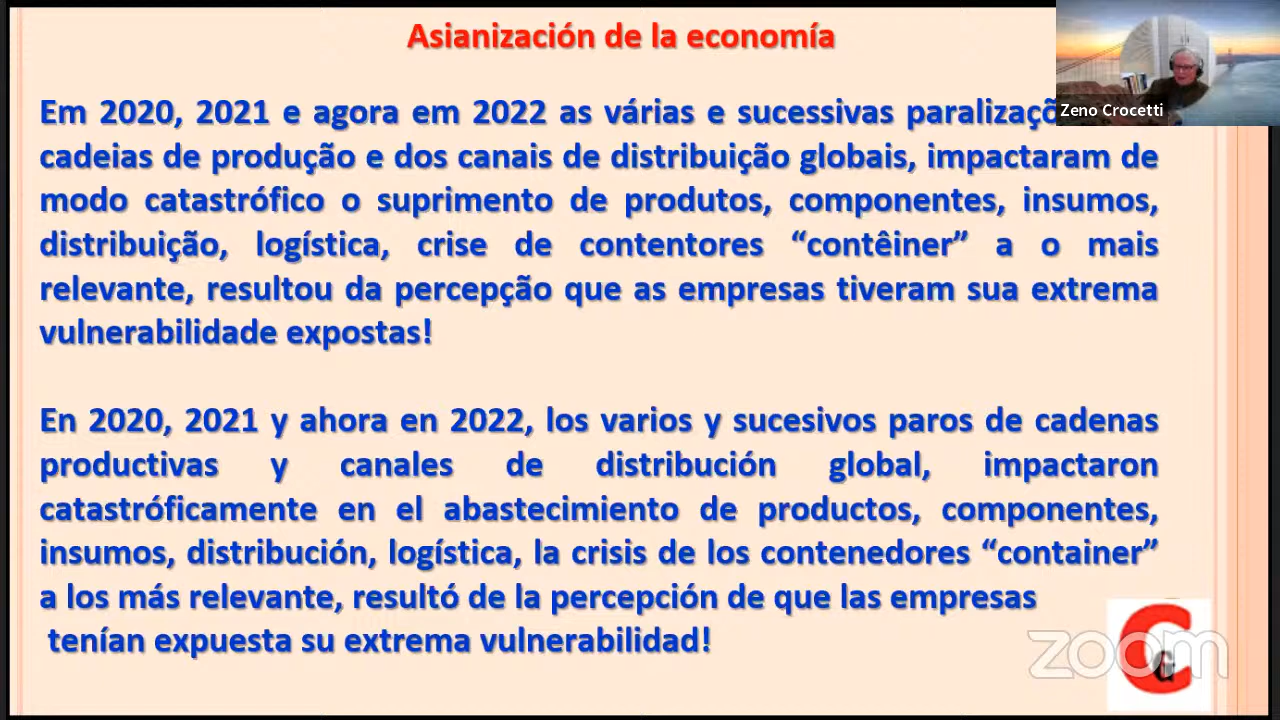 Asianización de la economía
Zeno Crocetti
Em 2020, 2021 e agora em 2022 as várias e sucessivas
cadeias de produção e dos canais de distribuição globais, impactaram de
modo catastrófico o suprimento de produtos, componentes, insumos,
distribuição, logística, crise de contentores “contêiner” a o mais
relevante, resultou da percepção que as empresas tiveram sua extrema
vulnerabilidade expostas!
En 2020, 2021 y ahora en 2022, los varios y sucesivos paros de cadenas
productivas y canales de distribución global, impactaron
catastróficamente en el abastecimiento de productos, componentes,
insumos, distribución, logística, la crisis de los contenedores “container”
a los más relevante, resultó de la percepción de que las empresas
tenían expuesta su extrema vulnerabilidad!
zoom